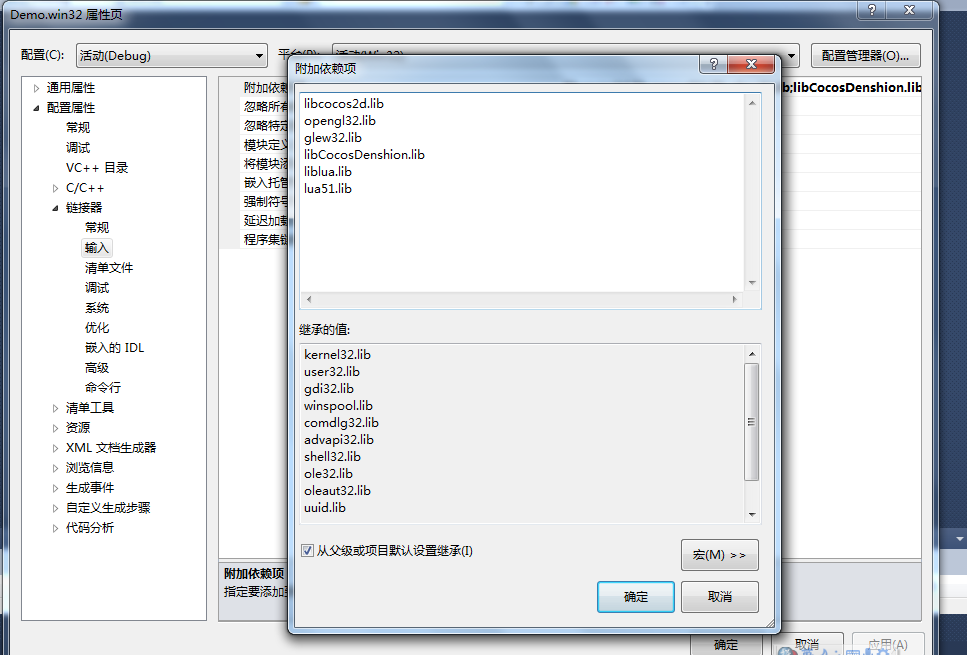 Demo.win32 属性页
配置(C):
活动(Debug)
配置管理器(O)...
通用属性
配置属性
常规
调试
VC++ 目录
C/C++
链接器
常规
输入
清单文件
调试
系统
优化
嵌入的 IDL
高级
命令行
清单工具
资源
XML 文档生成器
浏览信息
生成事件
自定义生成步骤
代码分析
附加依赖
忽略所有
忽略特定
模块定义
将模块添
嵌入托管
强制符号
延迟加载
程序集链
b;libCocosDenshion.lib
附加依赖项
指定要添加到
附加依赖项
libcocos2d.lib
opengl32.lib
glew32.lib
libCocosDenshion.lib
liblua.lib
lua51.lib
继承的值:
kernel32.lib
user32.lib
gdi32.lib
winspool.lib
comdlg32.lib
advapi32.lib
shell32.lib
ole32.lib
oleaut32.lib
uuid.lib
从父级或项目默认设置继承(I)
宏(M) >>
确定
取消
确定
取消
应用(A)